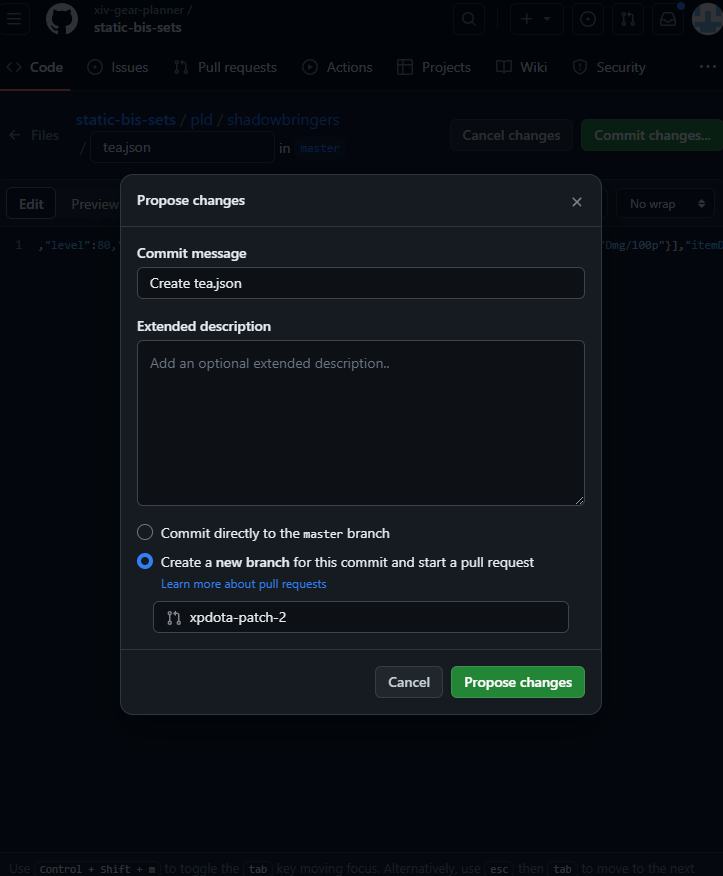 xiv-gear-planner /
static-bis-sets
Code Issues Pull requests Actions Projects Wiki Security ...
static-bis-sets / pld / shadowbringers
Files
Cancel changes Commit changes...
/ tea.json in master
Edit Preview No wrap
1 ,"level":80, Dmg/100p"}],"itemD
Propose changes
Commit message
Create tea.json
Extended description
Add an optional extended description..
Commit directly to the master branch
Create a new branch for this commit and start a pull request
Learn more about pull requests
xpdota-patch-2
Cancel Propose changes
Use Control + Shift + m to toggle the tab key moving focus. Alternatively, use esc then tab to move to the next